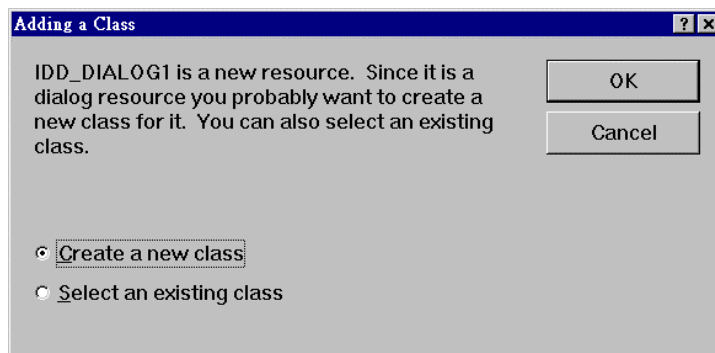 Adding a Class
IDD_DIALOG1 is a new resource. Since it is a
dialog resource you probably want to create a
new class for it. You can also select an existing
class.
OK
Cancel
Create a new class
Select an existing class